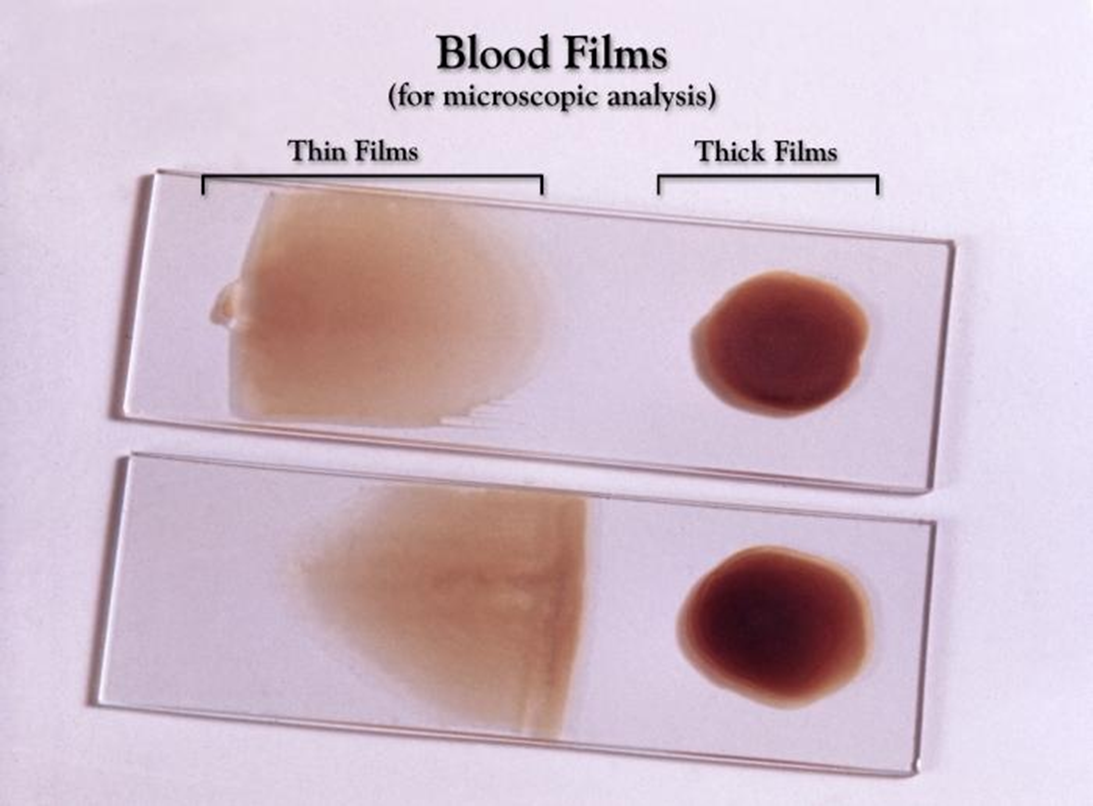 Blood Films
(for microscopic analysis)
Thin Films
Thick Films